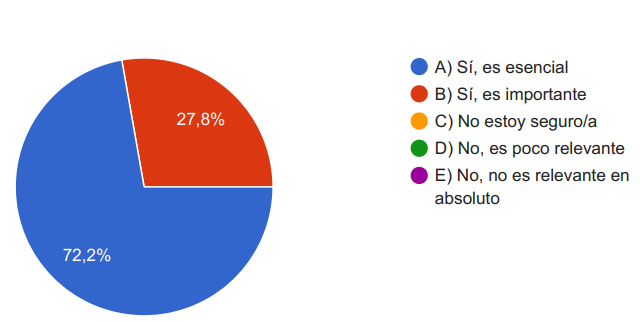 27,8%
72,2%
A) Sí, es esencial
B) Sí, es importante
C) No estoy seguro/a
D) No, es poco relevante
E) No, no es relevante en
absoluto